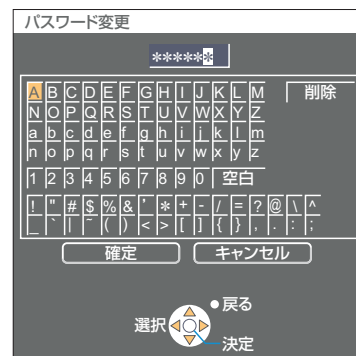 パスワード変更
******
A B C D E F G H I J K L M 削除
N O P Q R S T U V W X Y Z
a b c d e f g h i j k l m
n o p q r s t u v w x y z
1 2 3 4 5 6 7 8 9 0 空白
! " # $ % & ' * + - / = ? @ \ ^
_ ` | ~ ( ) < > [ ] { } , . : ;
確定 キャンセル
●戻る
選択
決定